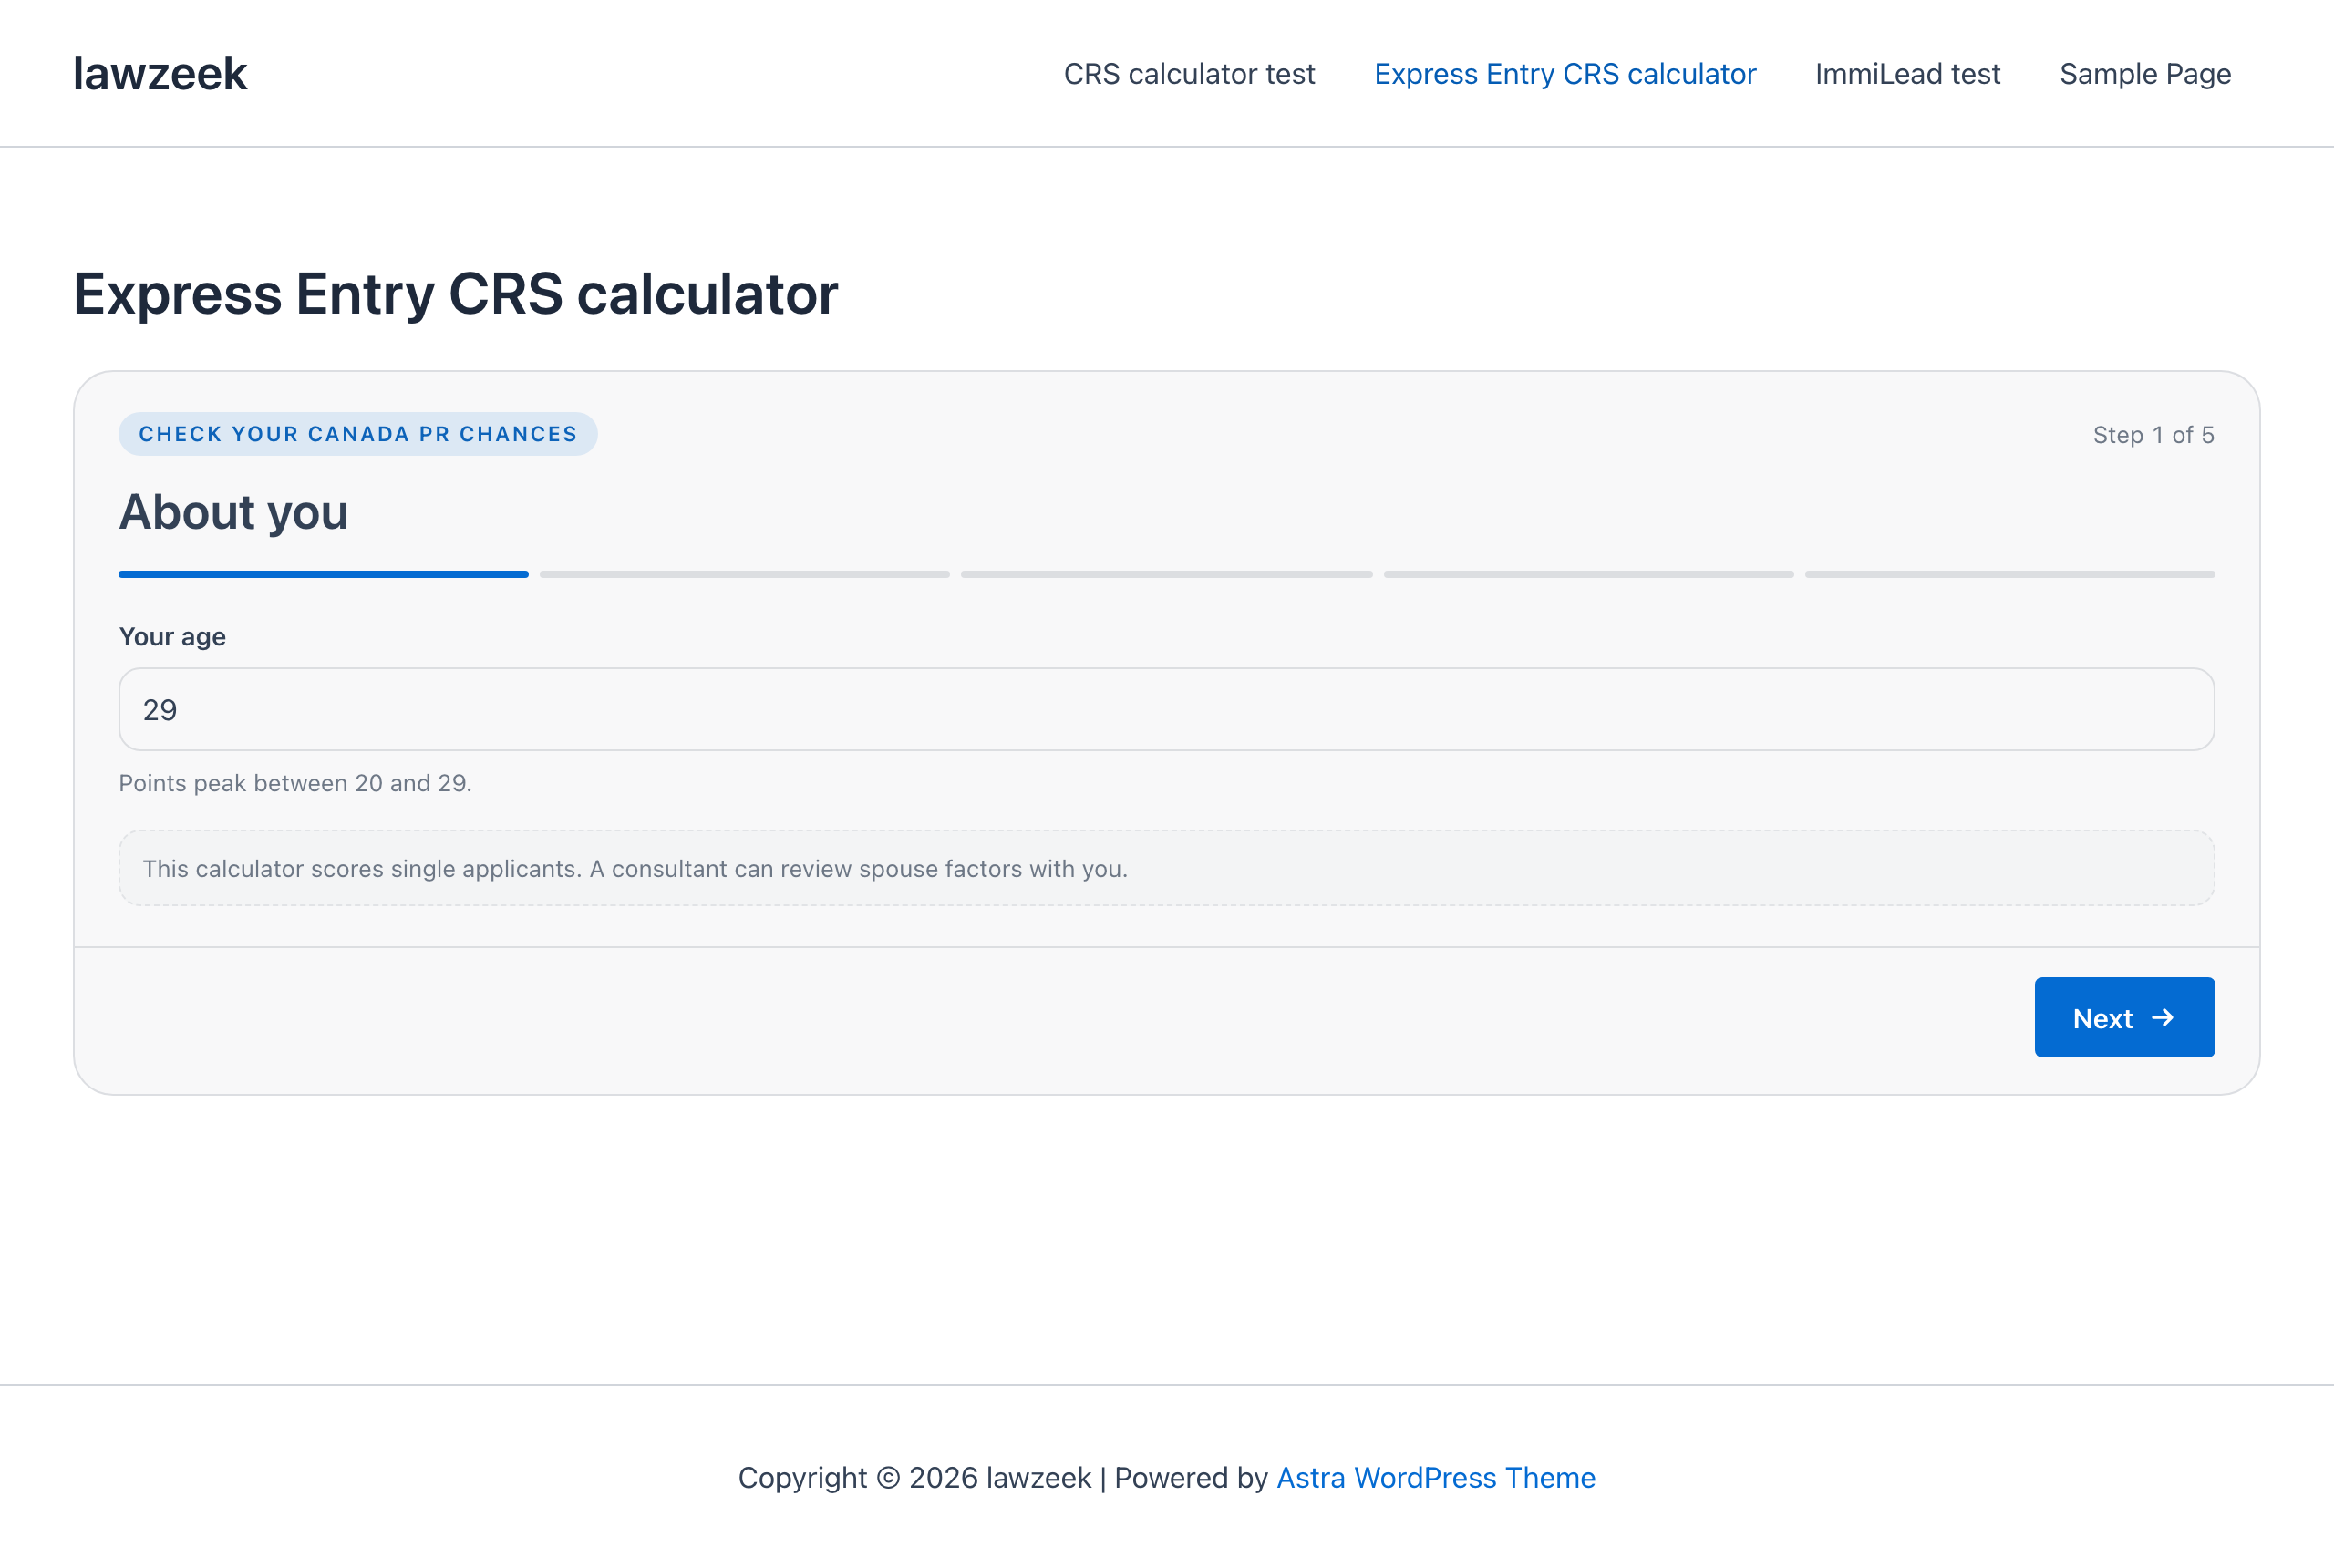 lawzeek
CRS calculator test
Express Entry CRS calculator
ImmiLead test
Sample Page
Express Entry CRS calculator
CHECK YOUR CANADA PR CHANCES
Step 1 of 5
About you
Your age
29
Points peak between 20 and 29.
This calculator scores single applicants. A consultant can review spouse factors with you.
Next →
Copyright © 2026 lawzeek | Powered by Astra WordPress Theme